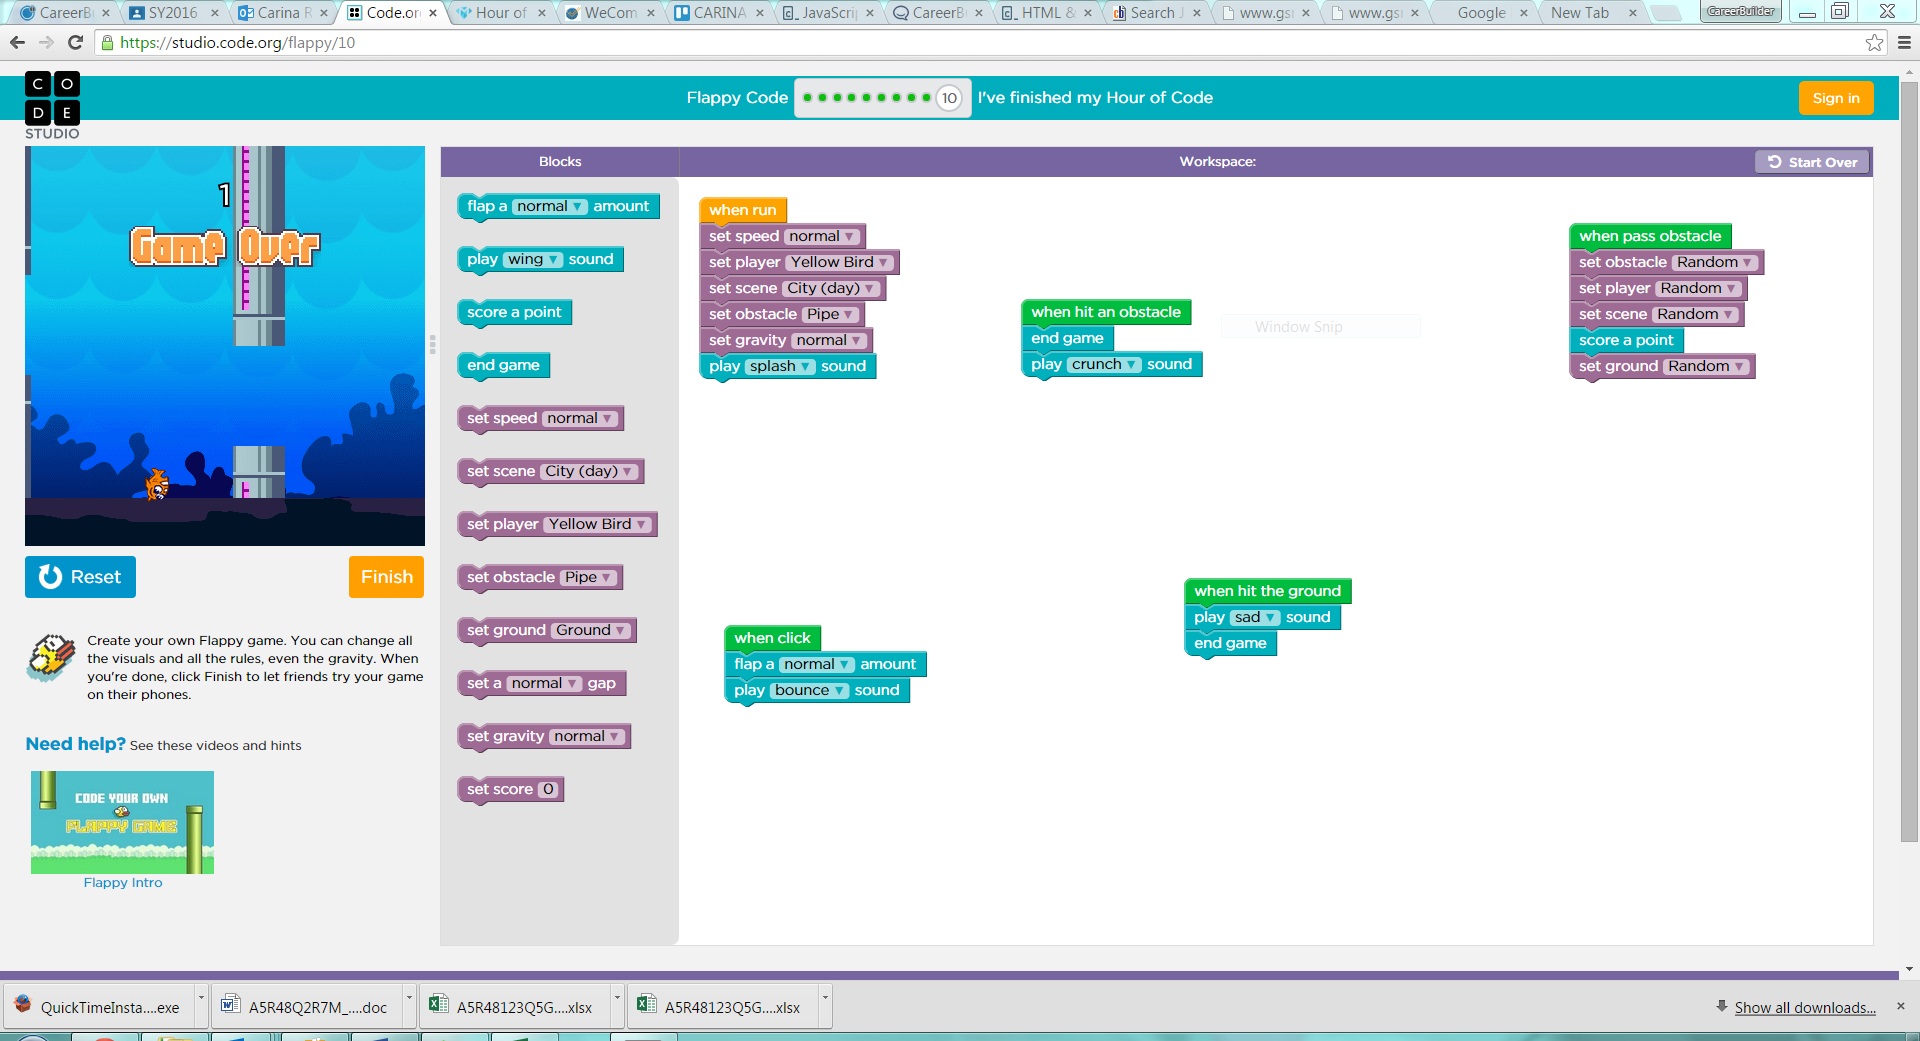 CareerB
SY2016
Carina R
Code.or
Hour of
WeCom
CARINA
JavaScri
CareerB
HTML &
Search J
www.gsr
www.gsr
Google
New Tab
CareerBuilder
https://studio.code.org/flappy/10
C O
D E
STUDIO
Flappy Code 10 I've finished my Hour of Code
Sign in
Blocks
Workspace:
Start Over
1
Game Over
Reset
Finish
Create your own Flappy game. You can change all
the visuals and all the rules, even the gravity. When
you're done, click Finish to let friends try your game
on their phones.
Need help? See these videos and hints
CODE YOUR OWN
FLAPPY GAME
Flappy Intro
flap a normal amount
play wing sound
score a point
end game
set speed normal
set scene City (day)
set player Yellow Bird
set obstacle Pipe
set ground Ground
set a normal gap
set gravity normal
set score 0
when run
set speed normal
set player Yellow Bird
set scene City (day)
set obstacle Pipe
set gravity normal
play splash sound
when hit an obstacle
end game
play crunch sound
Window Snip
when pass obstacle
set obstacle Random
set player Random
set scene Random
score a point
set ground Random
when click
flap a normal amount
play bounce sound
when hit the ground
play sad sound
end game
QuickTimeInsta....exe
A5R48Q2R7M_....doc
A5R48123Q5G....xlsx
A5R48123Q5G....xlsx
Show all downloads...